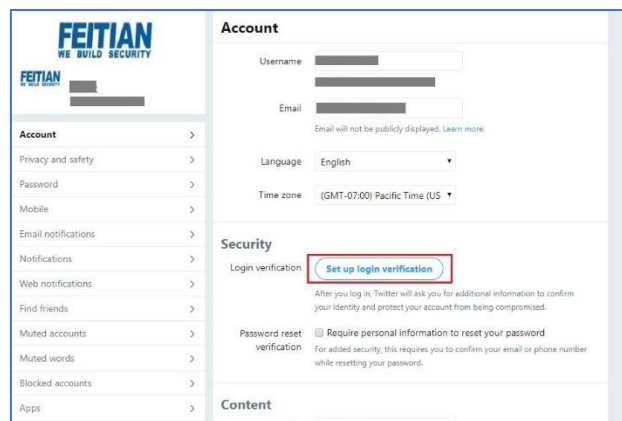 FEITIAN
WE BUILD SECURITY
FEITIAN
WE BUILD SECURITY
Account
Privacy and safety
Password
Mobile
Email notifications
Notifications
Web notifications
Find friends
Muted accounts
Muted words
Blocked accounts
Apps
Account
Username
Email
Email will not be publicly displayed. Learn more.
Language English
Time zone (GMT-07:00) Pacific Time (US
Security
Login verification Set up login verification
After you log in, Twitter will ask you for additional information to confirm
your identity and protect your account from being compromised.
Password reset verification
Require personal information to reset your password
For added security, this requires you to confirm your email or phone number
while resetting your password.
Content